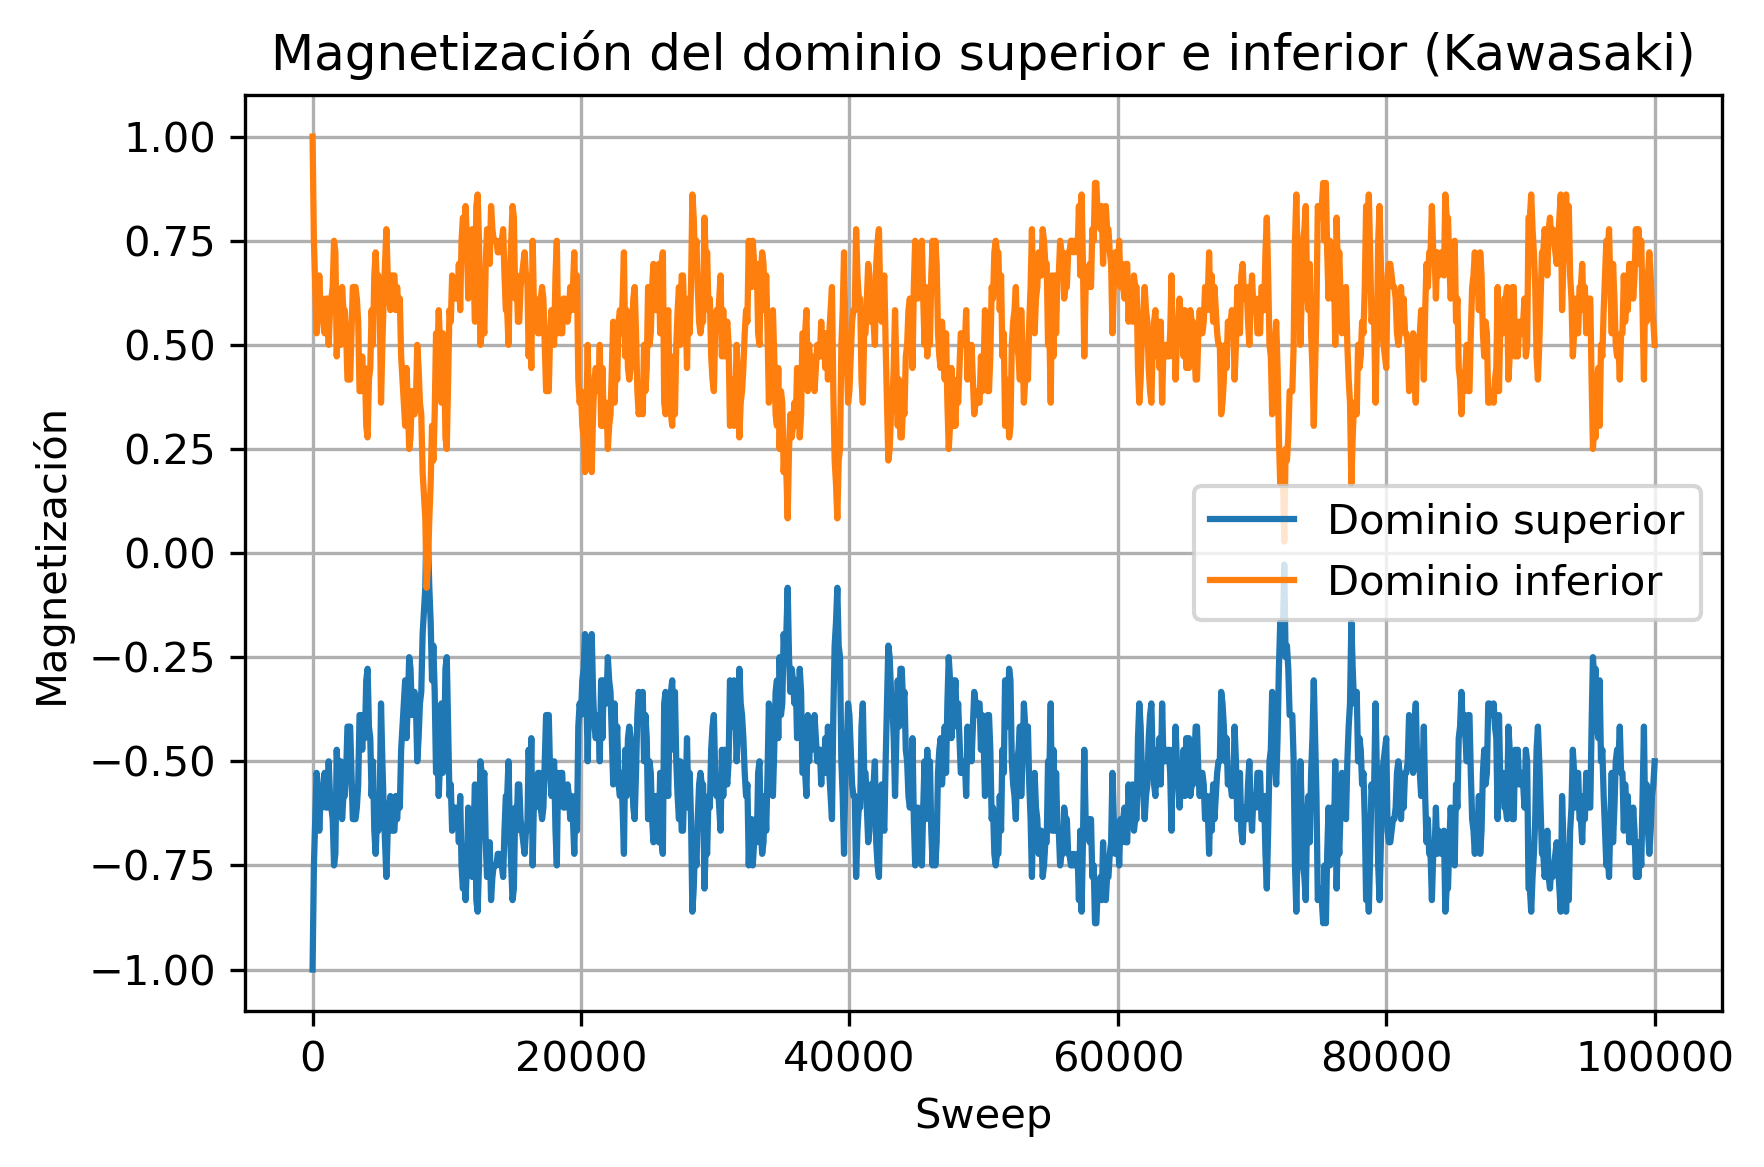 Magnetización del dominio superior e inferior (Kawasaki)
Magnetización
1.00
0.75
0.50
0.25
0.00
−0.25
−0.50
−0.75
−1.00
Dominio superior
Dominio inferior
0 20000 40000 60000 80000 100000
Sweep